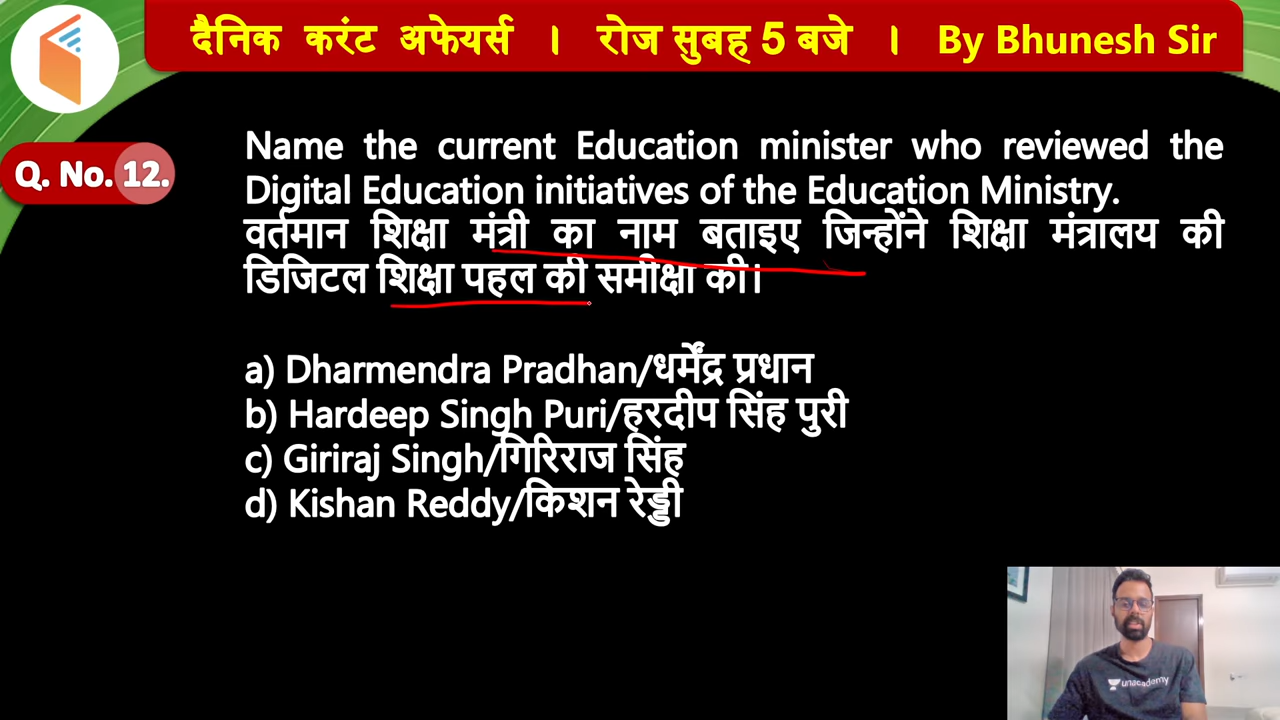 दैनिक करंट अफेयर्स । रोज सुबह 5 बजे । By Bhunesh Sir
Q. No. 12.
Name the current Education minister who reviewed the
Digital Education initiatives of the Education Ministry.
वर्तमान शिक्षा मंत्री का नाम बताइए जिन्होंने शिक्षा मंत्रालय की
डिजिटल शिक्षा पहल की समीक्षा की।
a) Dharmendra Pradhan/धर्मेंद्र प्रधान
b) Hardeep Singh Puri/हरदीप सिंह पुरी
c) Giriraj Singh/गिरिराज सिंह
d) Kishan Reddy/किशन रेड्डी
unacademy